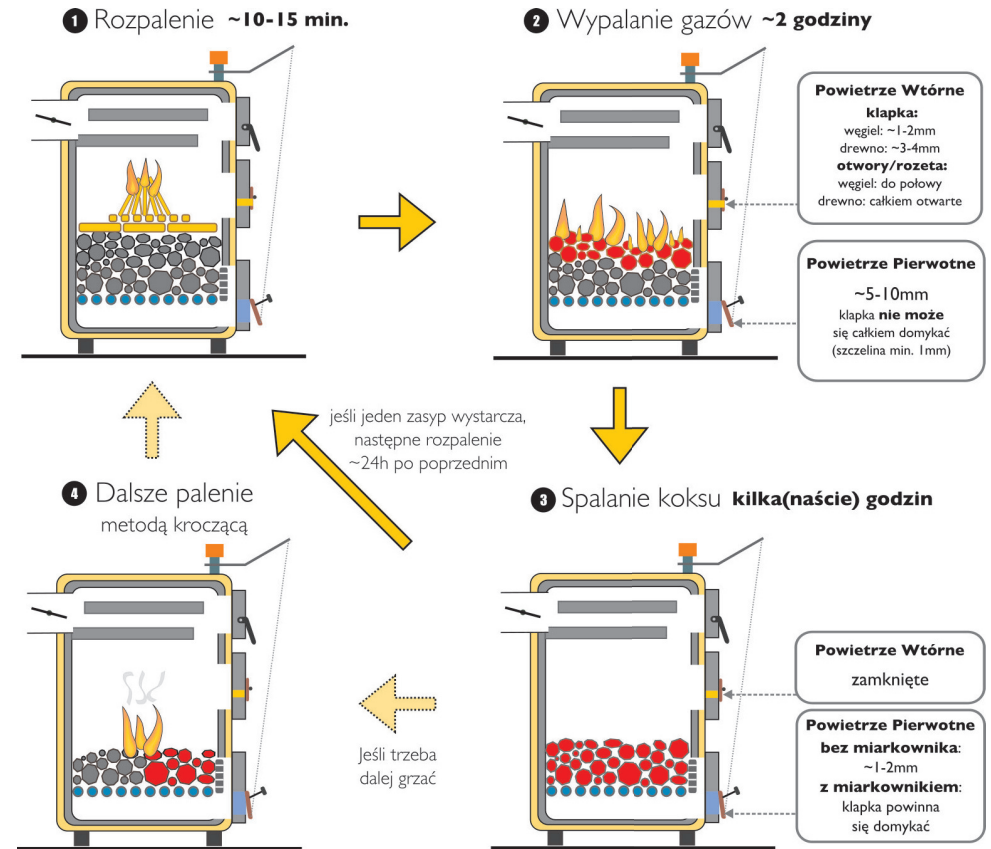 1 Rozpalenie ~10-15 min.
2 Wypalanie gazów ~2 godziny
Powietrze Wtórne
klapka:
węgiel: ~1-2mm
drewno: ~3-4mm
otwory/rozeta:
węgiel: do połowy
drewno: całkiem otwarte
Powietrze Pierwotne
~5-10mm
klapka nie może
się całkiem domykać
(szczelina min. 1mm)
jeśli jeden zasyp wystarcza,
następne rozpalenie
~24h po poprzednim
3 Spalanie koksu kilka(naście) godzin
Powietrze Wtórne
zamknięte
Powietrze Pierwotne
bez miarkownika:
~1-2mm
z miarkownikiem:
klapka powinna
się domykać
Jeśli trzeba
dalej grzać
4 Dalsze palenie
metodą kroczącą